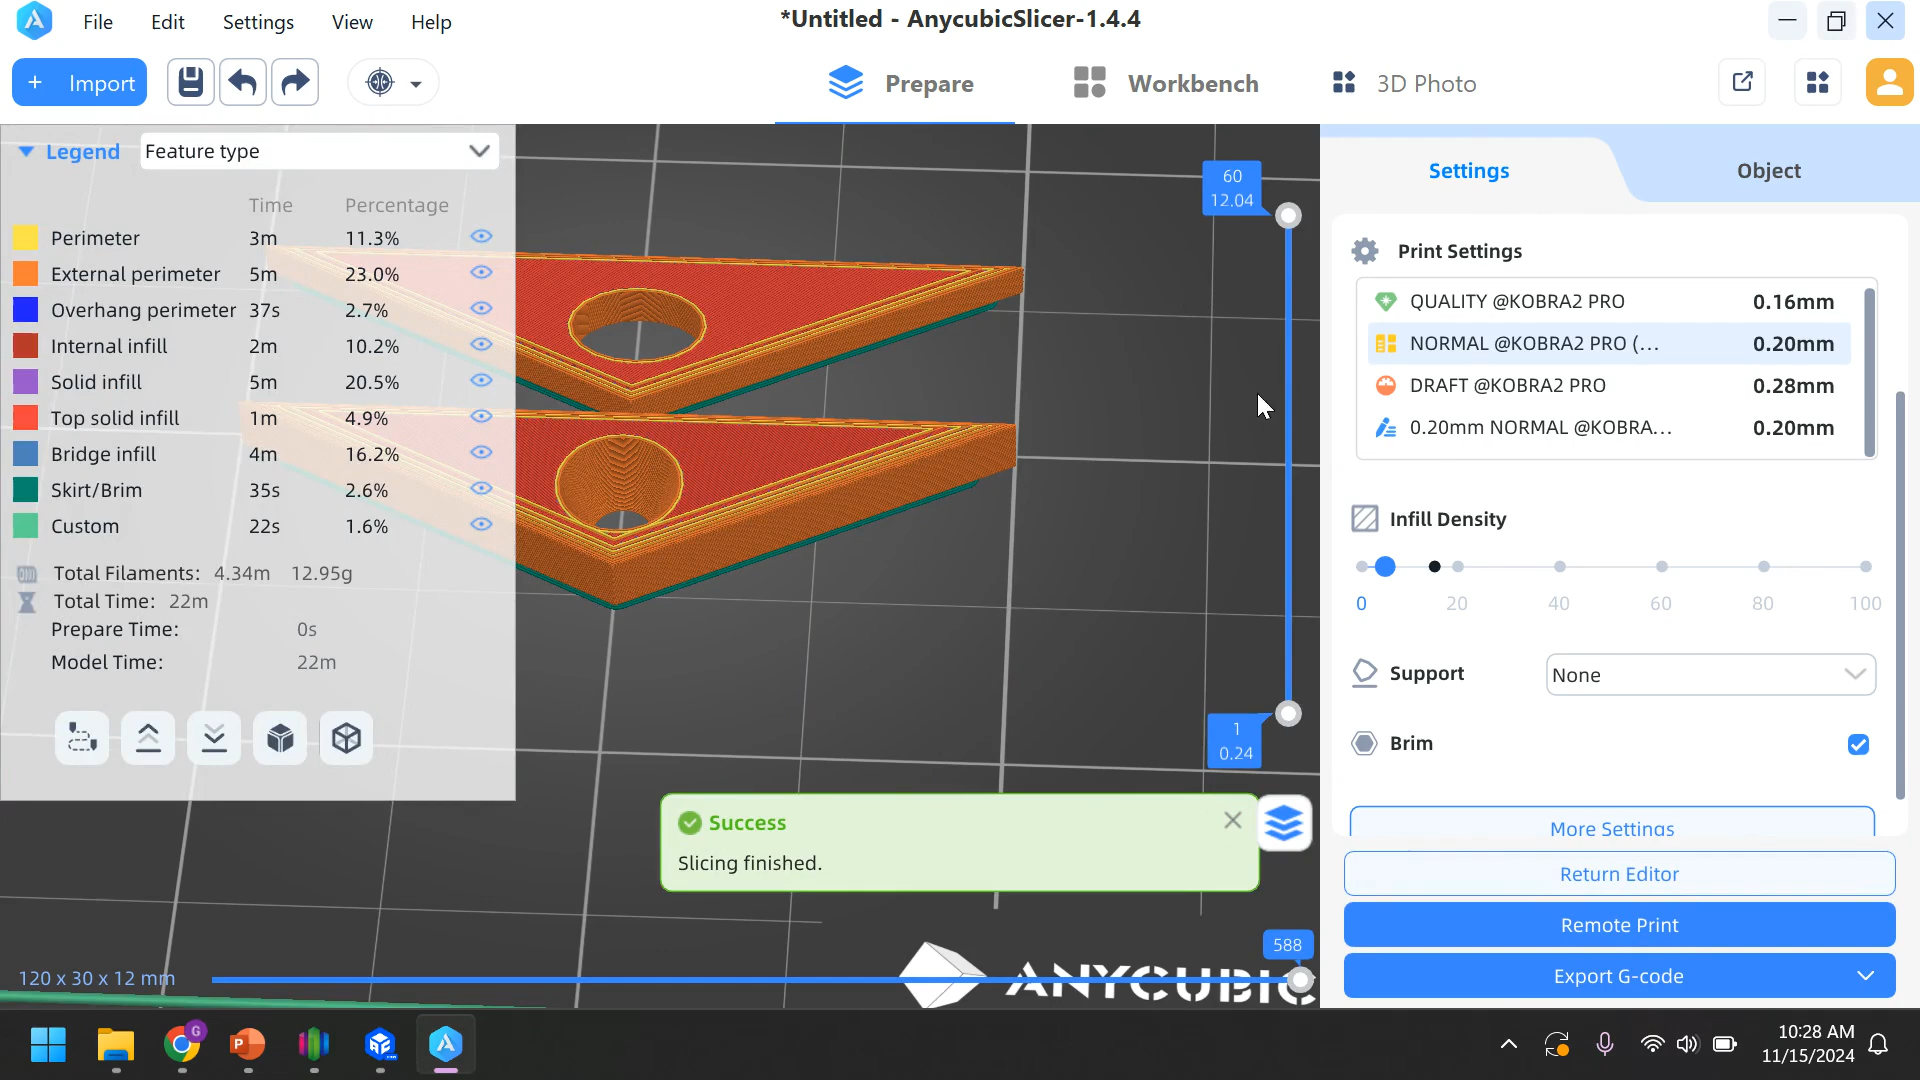 File Edit Settings View Help
*Untitled - AnycubicSlicer-1.4.4
+ Import
Prepare
Workbench
3D Photo
Legend
Feature type
Time Percentage
Perimeter 3m 11.3%
External perimeter 5m 23.0%
Overhang perimeter 37s 2.7%
Internal infill 2m 10.2%
Solid infill 5m 20.5%
Top solid infill 1m 4.9%
Bridge infill 4m 16.2%
Skirt/Brim 35s 2.6%
Custom 22s 1.6%
Total Filaments: 4.34m 12.95g
Total Time: 22m
Prepare Time: 0s
Model Time: 22m
60
12.04
1
0.24
Success
Slicing finished.
588
120 x 30 x 12 mm
ANYCUBIC
Settings
Object
Print Settings
QUALITY @KOBRA2 PRO 0.16mm
NORMAL @KOBRA2 PRO (... 0.20mm
DRAFT @KOBRA2 PRO 0.28mm
0.20mm NORMAL @KOBRA... 0.20mm
Infill Density
0 20 40 60 80 100
Support
None
Brim
More Settings
Return Editor
Remote Print
Export G-code
G
P
10:28 AM
11/15/2024